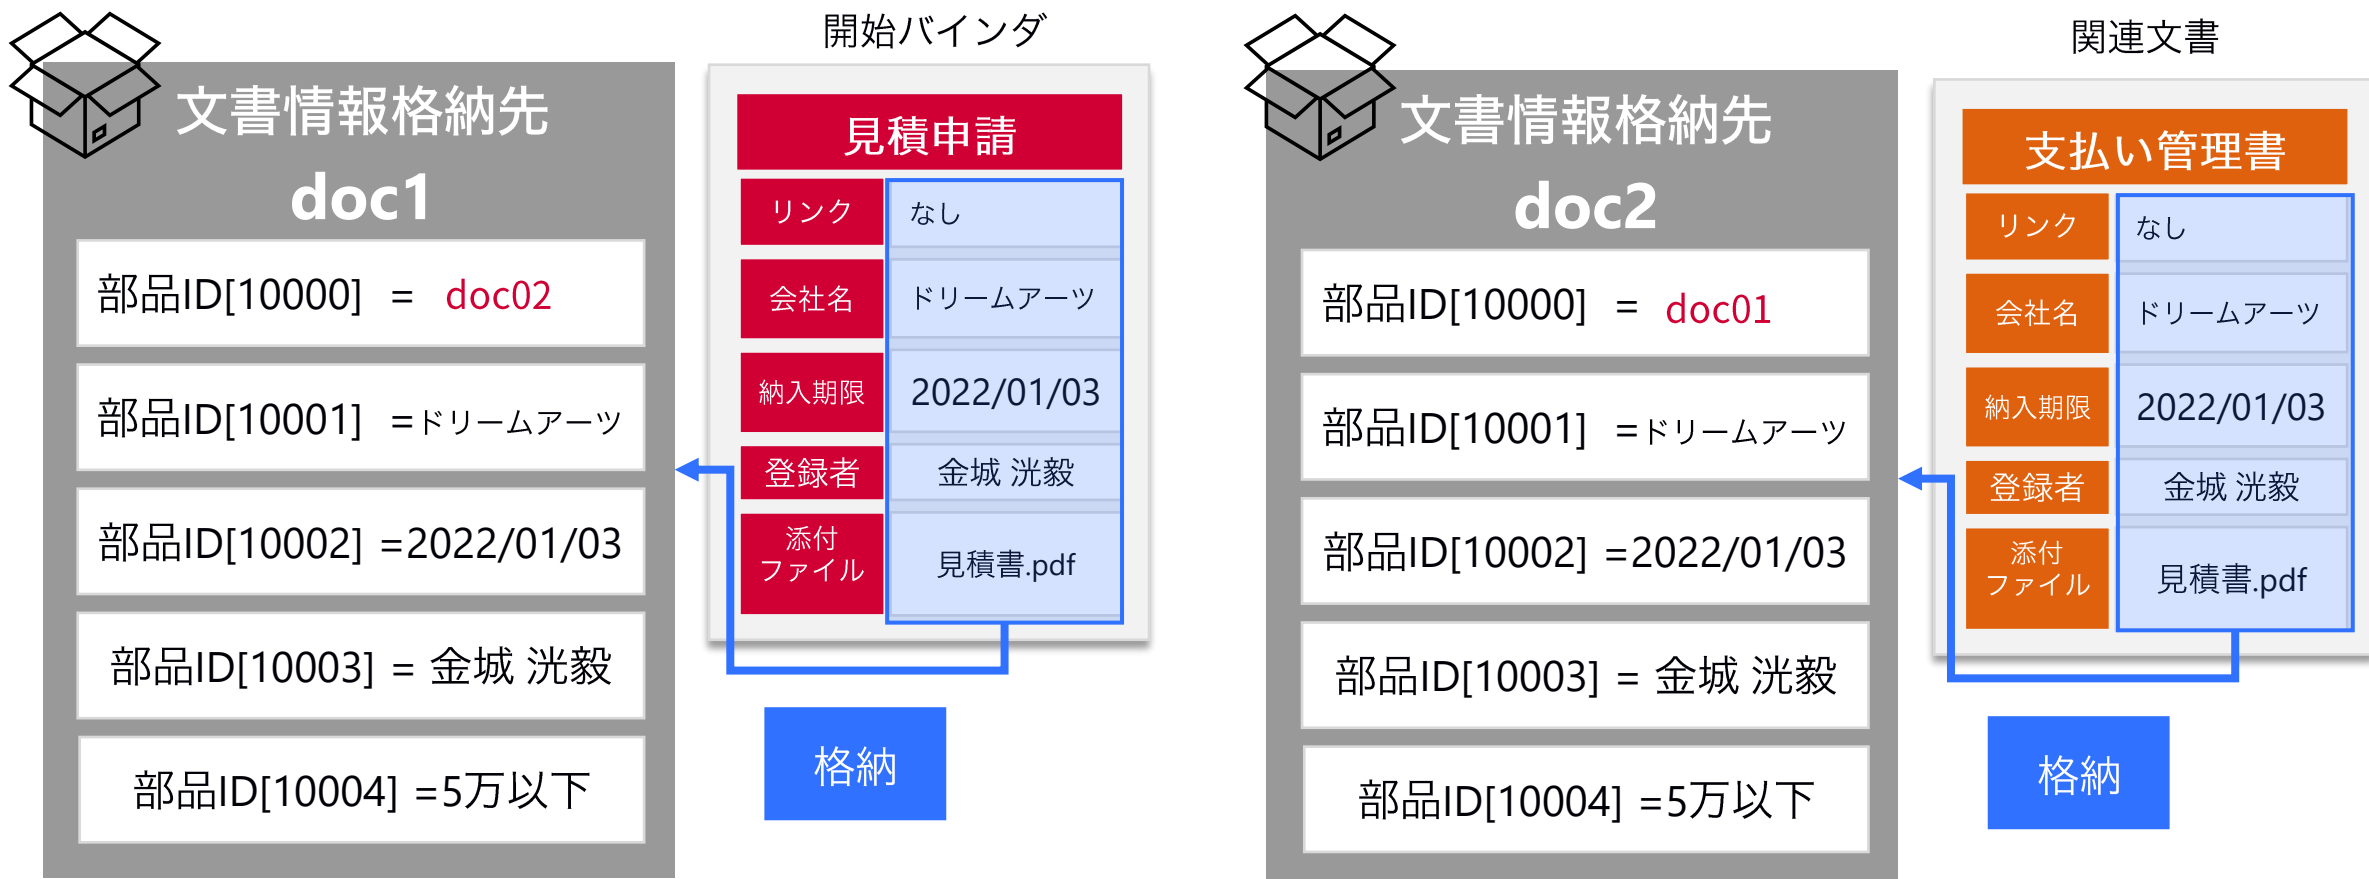 開始バインダ
文書情報格納先
doc1
部品ID[10000] = doc02
部品ID[10001] =ドリームアーツ
部品ID[10002] =2022/01/03
部品ID[10003] = 金城 洸毅
部品ID[10004] =5万以下
見積申請
リンク なし
会社名 ドリームアーツ
納入期限 2022/01/03
登録者 金城 洸毅
添付
ファイル 見積書.pdf
格納
関連文書
文書情報格納先
doc2
部品ID[10000] = doc01
部品ID[10001] =ドリームアーツ
部品ID[10002] =2022/01/03
部品ID[10003] = 金城 洸毅
部品ID[10004] =5万以下
支払い管理書
リンク なし
会社名 ドリームアーツ
納入期限 2022/01/03
登録者 金城 洸毅
添付
ファイル 見積書.pdf
格納